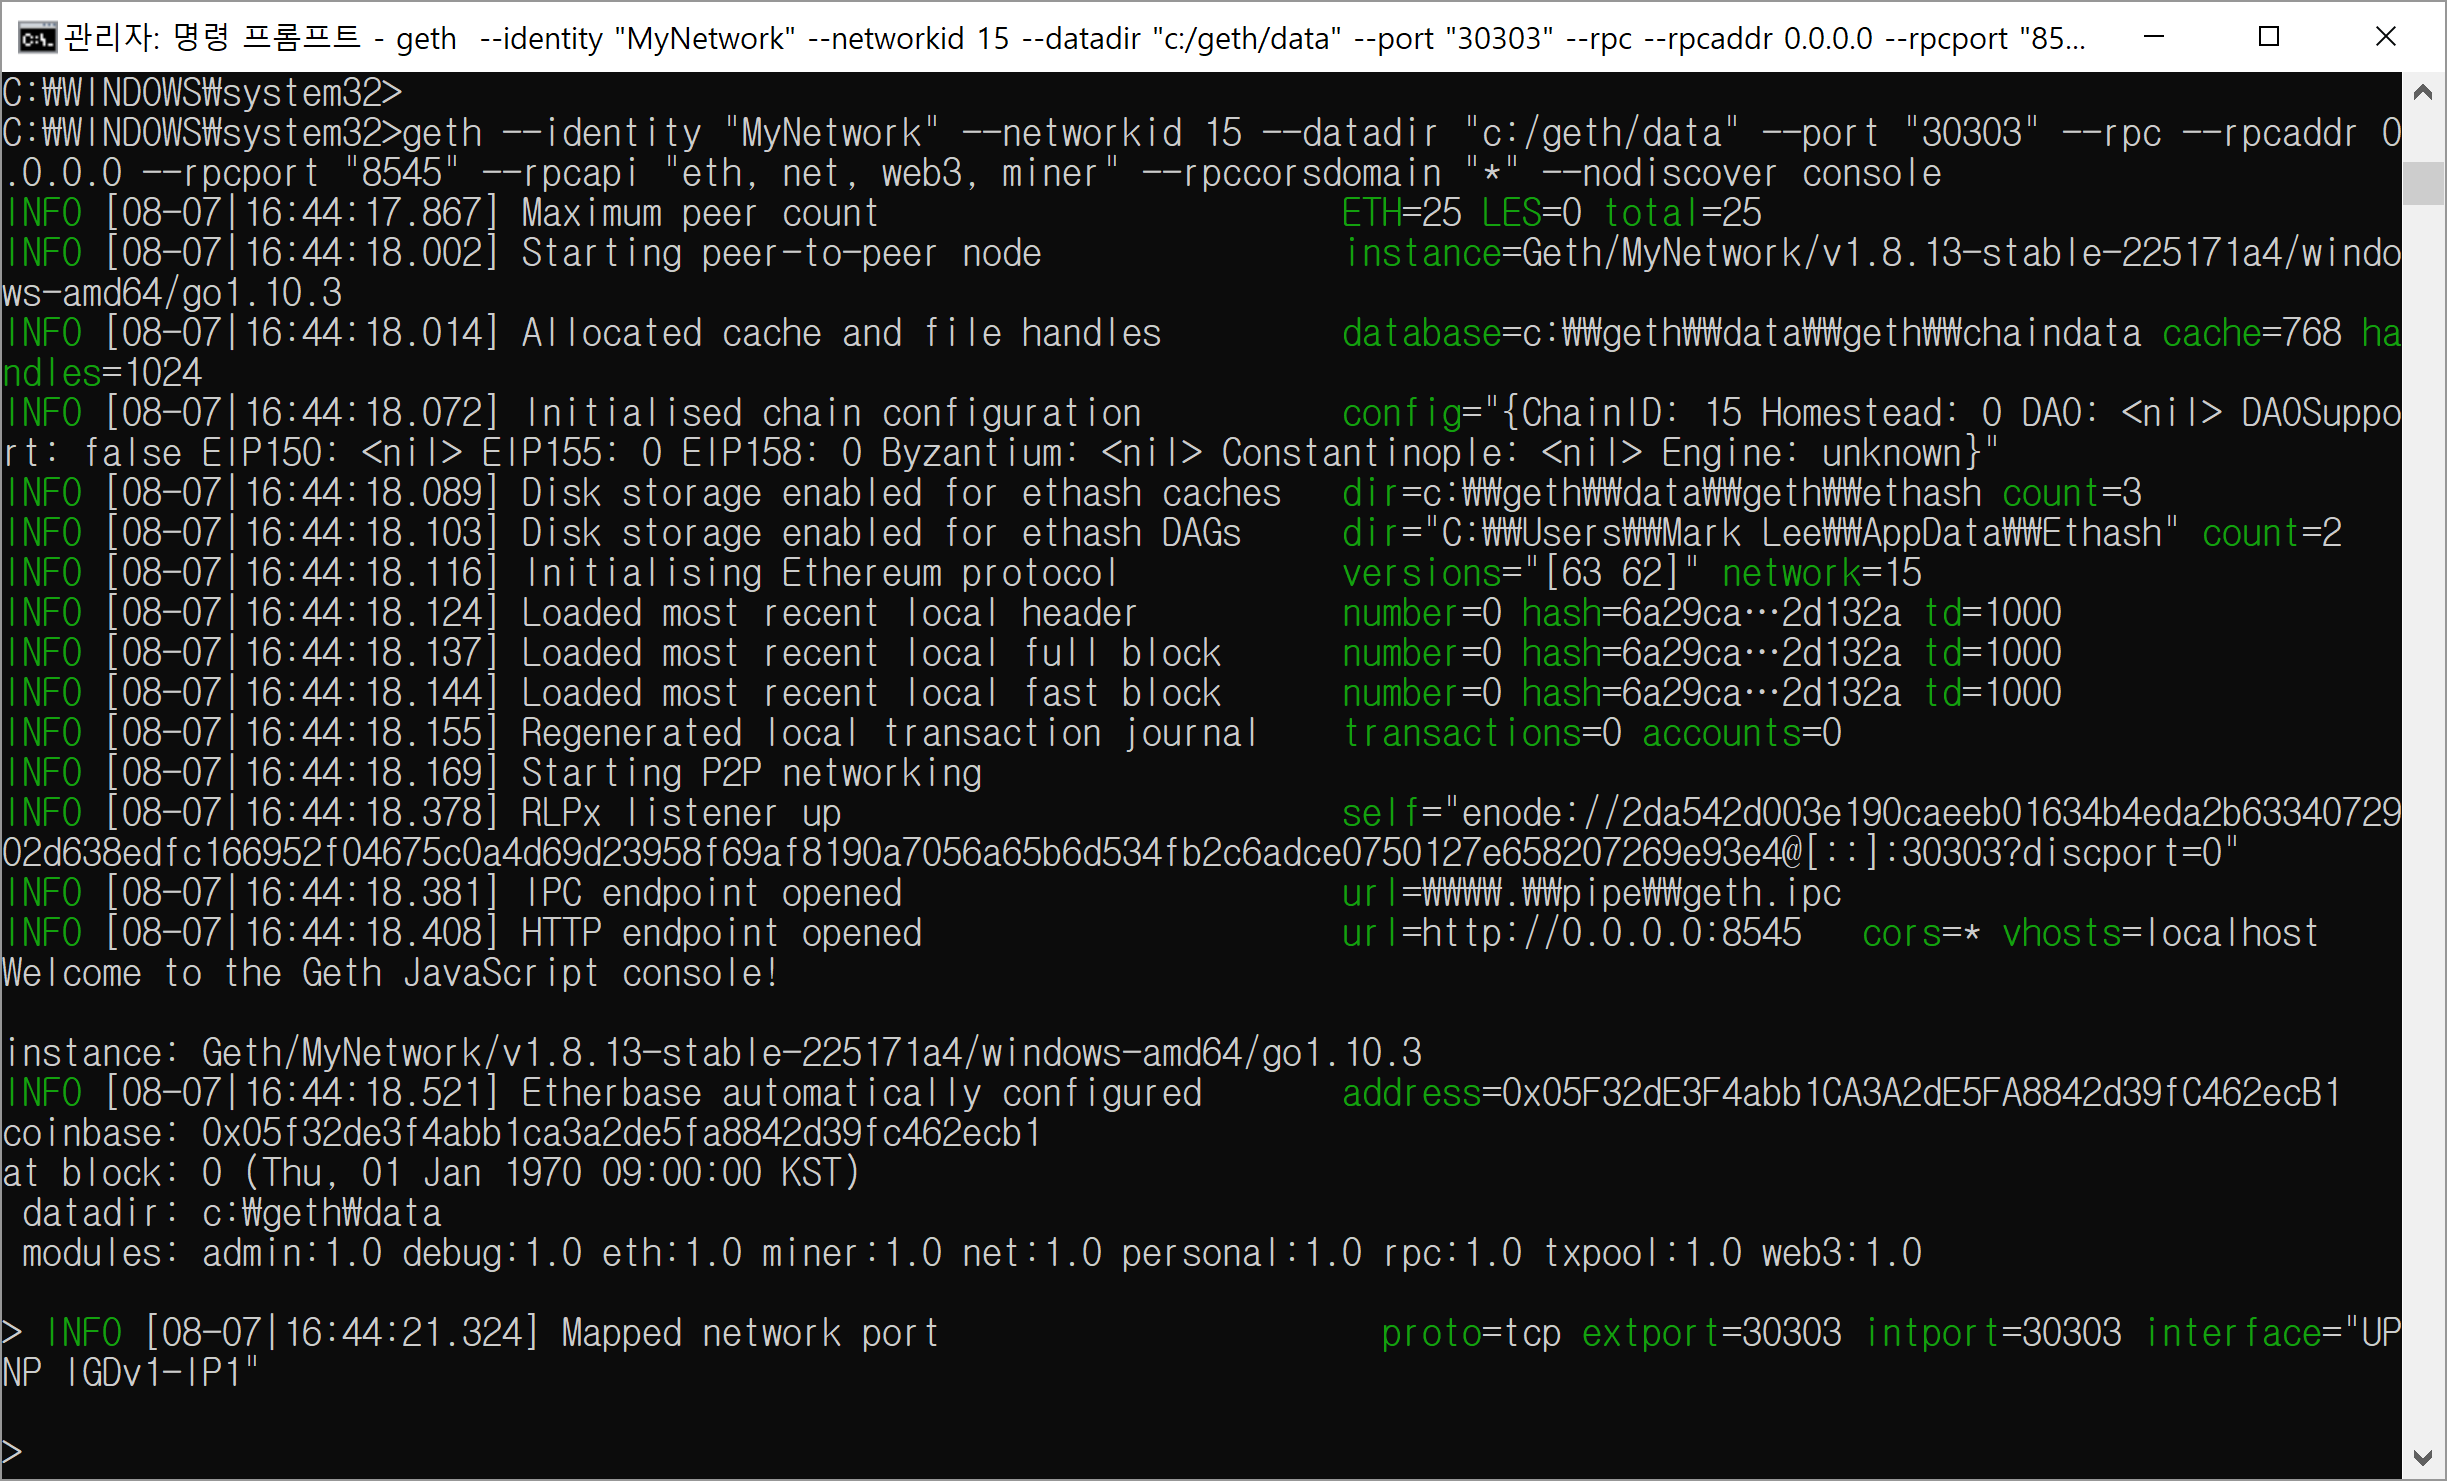 관리자: 명령 프롬프트 - geth  --identity "MyNetwork" --networkid 15 --datadir "c:/geth/data" --port "30303" --rpc --rpcaddr 0.0.0.0 --rpcport "85...
C:₩WINDOWS₩system32>
C:₩WINDOWS₩system32>geth --identity "MyNetwork" --networkid 15 --datadir "c:/geth/data" --port "30303" --rpc --rpcaddr 0
.0.0.0 --rpcport "8545" --rpcapi "eth, net, web3, miner" --rpccorsdomain "*" --nodiscover console
INFO [08-07|16:44:17.867] Maximum peer count                       ETH=25 LES=0 total=25
INFO [08-07|16:44:18.002] Starting peer-to-peer node               instance=Geth/MyNetwork/v1.8.13-stable-225171a4/windo
ws-amd64/go1.10.3
INFO [08-07|16:44:18.014] Allocated cache and file handles         database=c:₩₩geth₩₩data₩₩geth₩₩chaindata cache=768 ha
ndles=1024
INFO [08-07|16:44:18.072] Initialised chain configuration          config="{ChainID: 15 Homestead: 0 DAO: <nil> DAOSuppo
rt: false EIP150: <nil> EIP155: 0 EIP158: 0 Byzantium: <nil> Constantinople: <nil> Engine: unknown}"
INFO [08-07|16:44:18.089] Disk storage enabled for ethash caches   dir=c:₩₩geth₩₩data₩₩geth₩₩ethash count=3
INFO [08-07|16:44:18.103] Disk storage enabled for ethash DAGs     dir="C:₩₩Users₩₩Mark Lee₩₩AppData₩₩Ethash" count=2
INFO [08-07|16:44:18.116] Initialising Ethereum protocol           versions="[63 62]" network=15
INFO [08-07|16:44:18.124] Loaded most recent local header          number=0 hash=6a29ca…2d132a td=1000
INFO [08-07|16:44:18.137] Loaded most recent local full block      number=0 hash=6a29ca…2d132a td=1000
INFO [08-07|16:44:18.144] Loaded most recent local fast block      number=0 hash=6a29ca…2d132a td=1000
INFO [08-07|16:44:18.155] Regenerated local transaction journal    transactions=0 accounts=0
INFO [08-07|16:44:18.169] Starting P2P networking
INFO [08-07|16:44:18.378] RLPx listener up                         self="enode://2da542d003e190caeeb01634b4eda2b63340729
02d638edfc166952f04675c0a4d69d23958f69af8190a7056a65b6d534fb2c6adce0750127e658207269e93e4@[::]:30303?discport=0"
INFO [08-07|16:44:18.381] IPC endpoint opened                      url=₩₩₩₩.₩₩pipe₩₩geth.ipc
INFO [08-07|16:44:18.408] HTTP endpoint opened                     url=http://0.0.0.0:8545   cors=* vhosts=localhost
Welcome to the Geth JavaScript console!
instance: Geth/MyNetwork/v1.8.13-stable-225171a4/windows-amd64/go1.10.3
INFO [08-07|16:44:18.521] Etherbase automatically configured       address=0x05F32dE3F4abb1CA3A2dE5FA8842d39fC462ecB1
coinbase: 0x05f32de3f4abb1ca3a2de5fa8842d39fc462ecb1
at block: 0 (Thu, 01 Jan 1970 09:00:00 KST)
 datadir: c:₩geth₩data
 modules: admin:1.0 debug:1.0 eth:1.0 miner:1.0 net:1.0 personal:1.0 rpc:1.0 txpool:1.0 web3:1.0
> INFO [08-07|16:44:21.324] Mapped network port                      proto=tcp extport=30303 intport=30303 interface="UP
NP IGDv1-IP1"
>